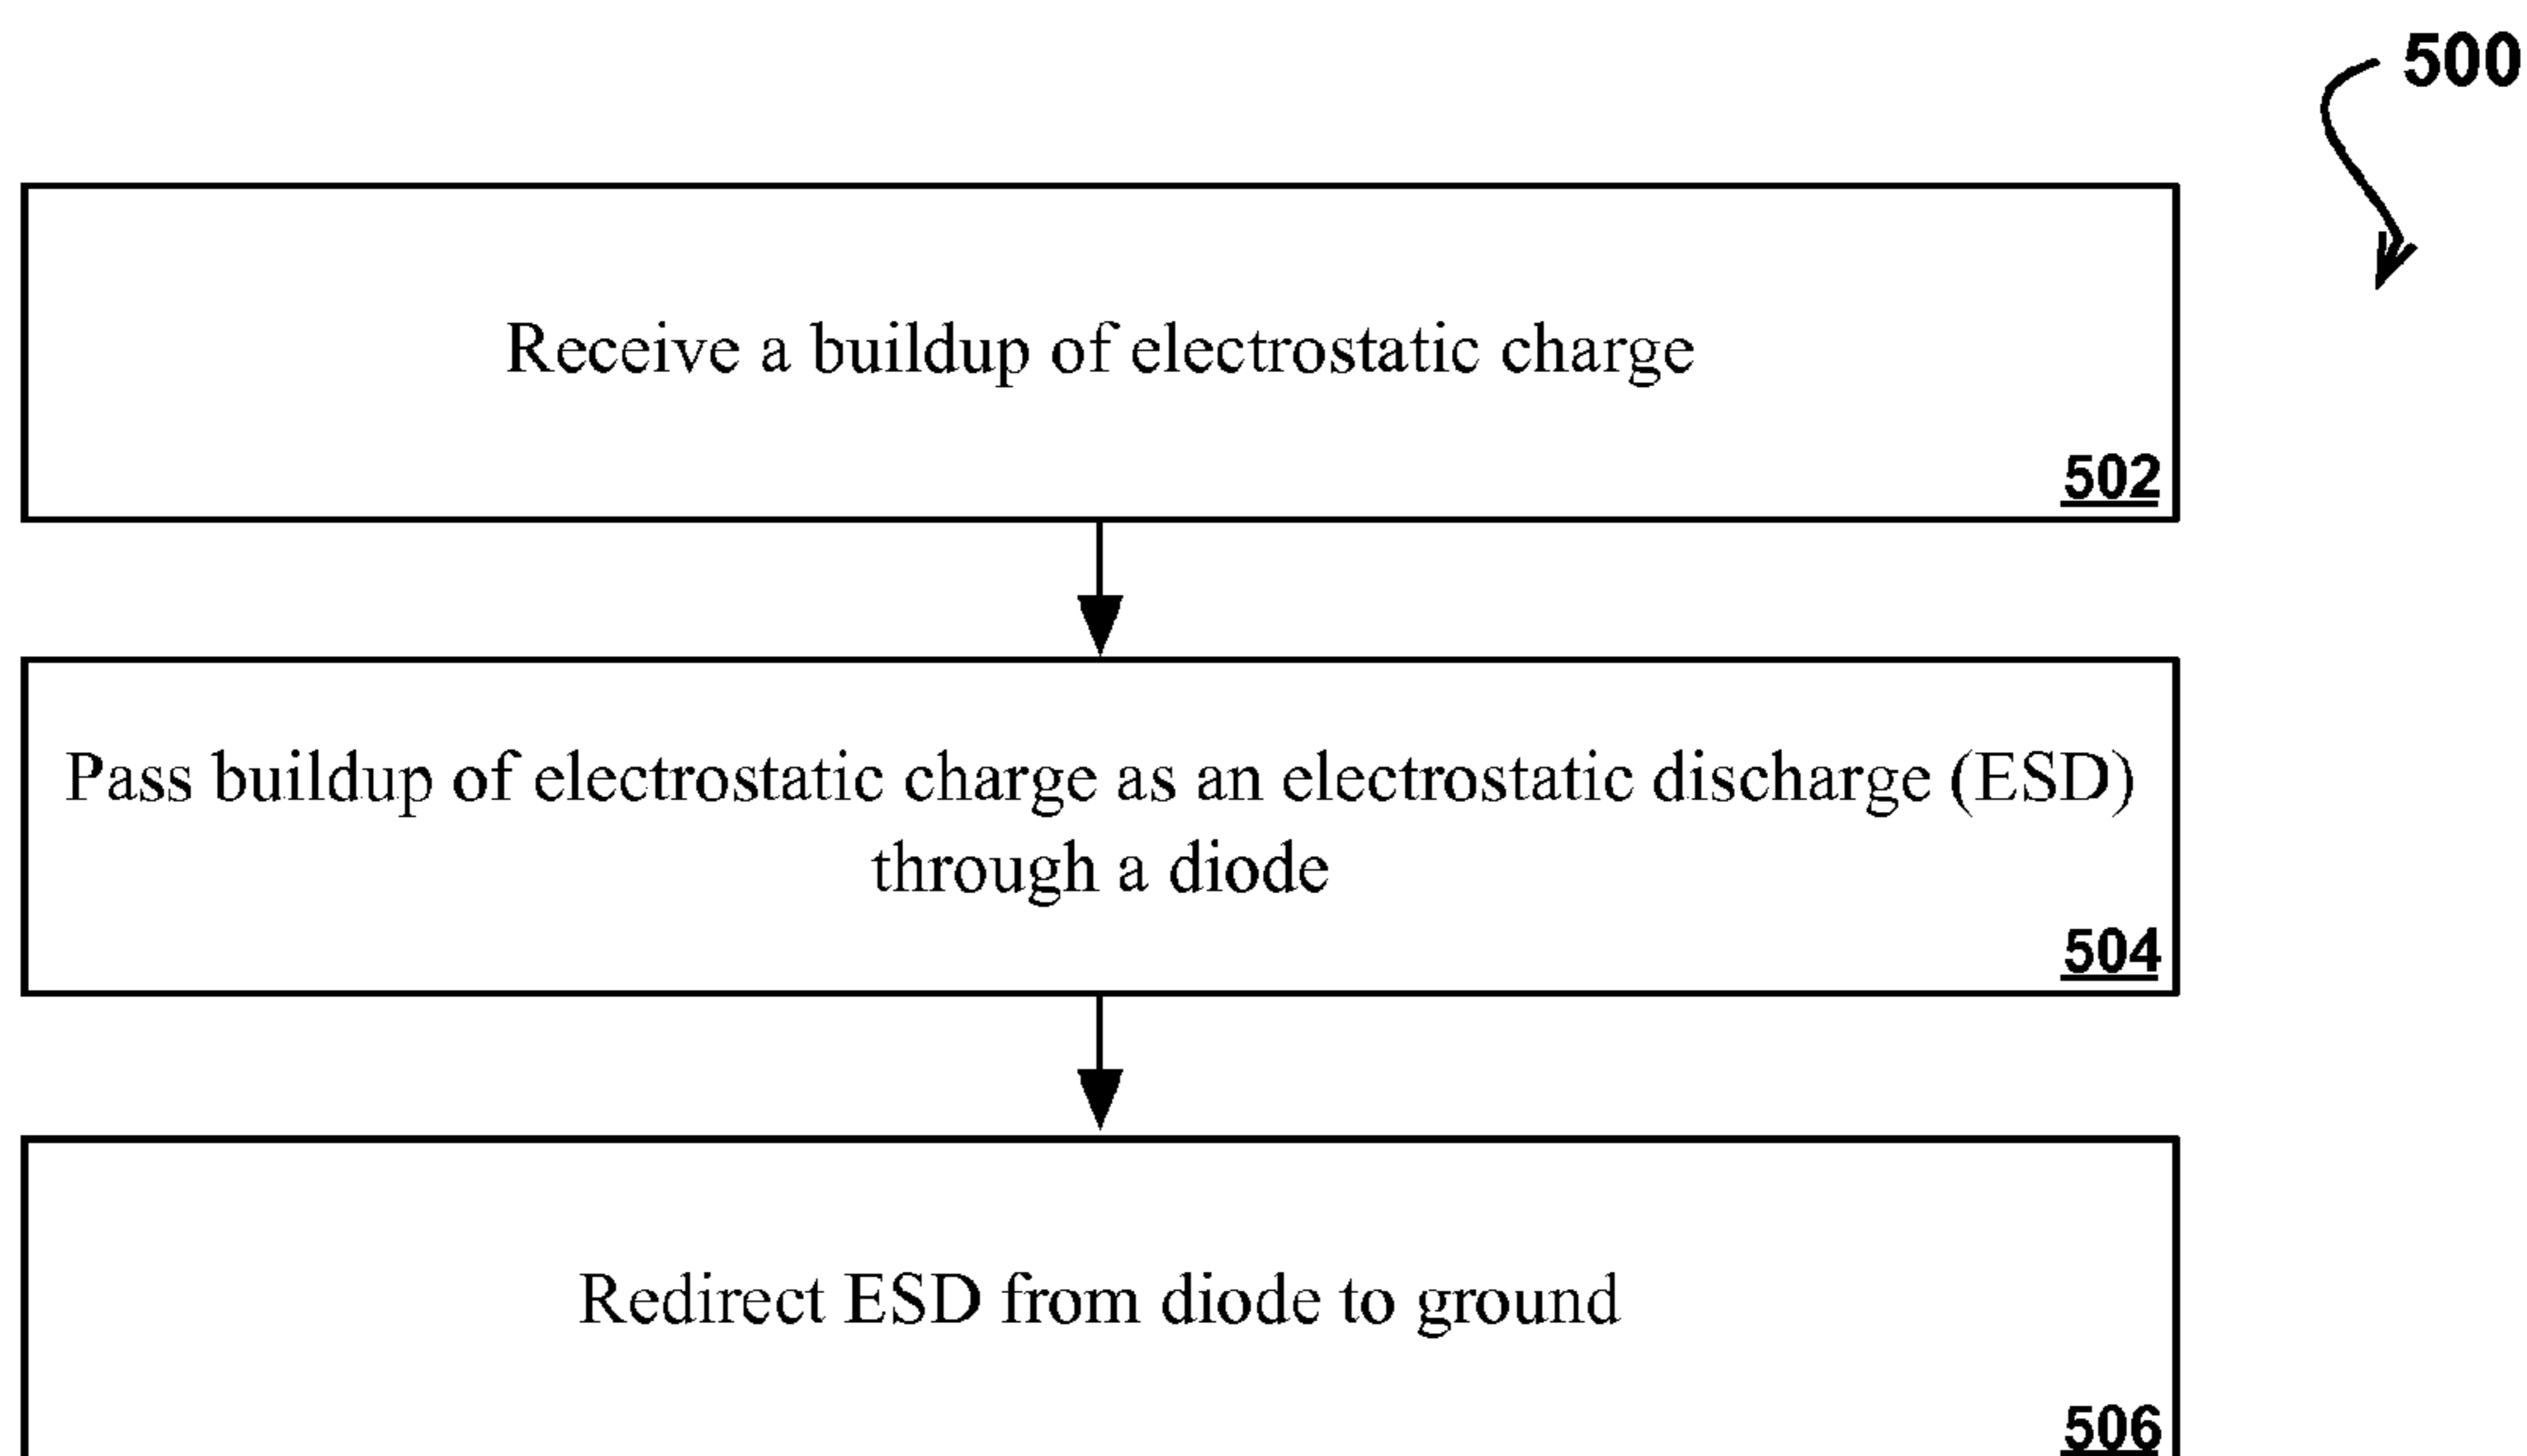 500
Receive a buildup of electrostatic charge
502
Pass buildup of electrostatic charge as an electrostatic discharge (ESD)
through a diode
504
Redirect ESD from diode to ground
506